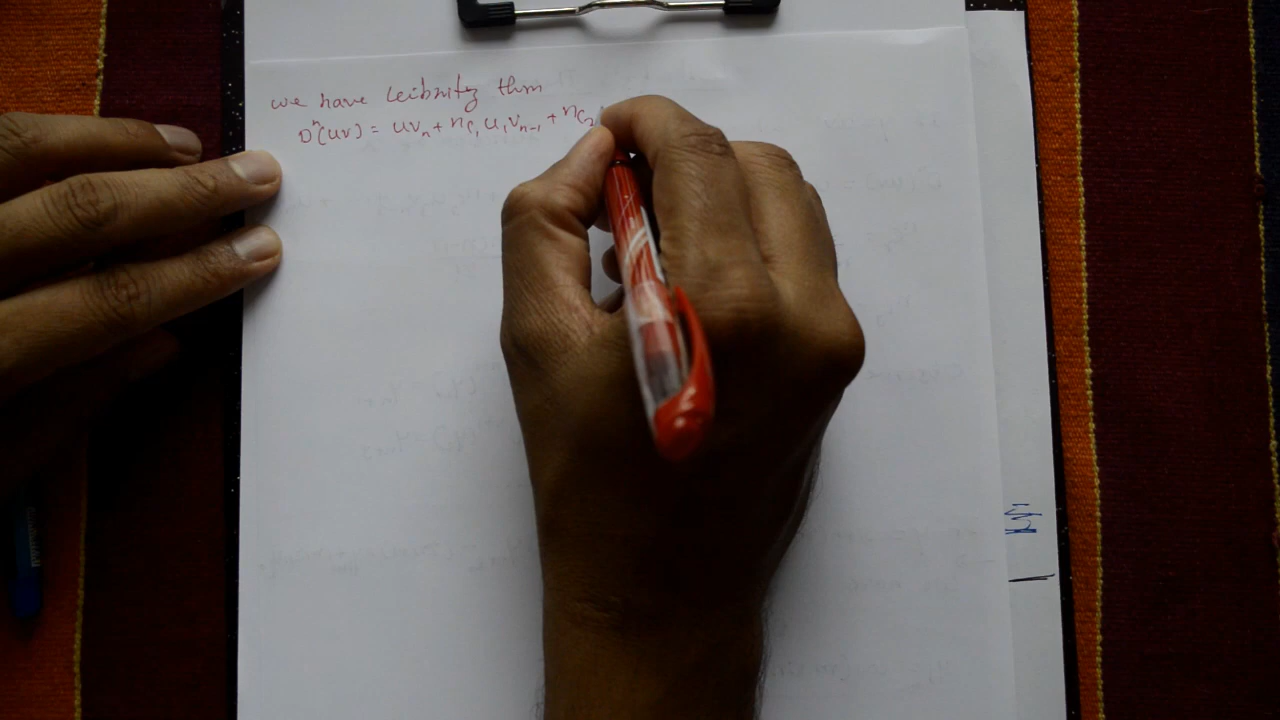 we have Leibnitz thm
Dⁿ(uv) = uvₙ + nc₁ u₁vₙ₋₁ + nc₂